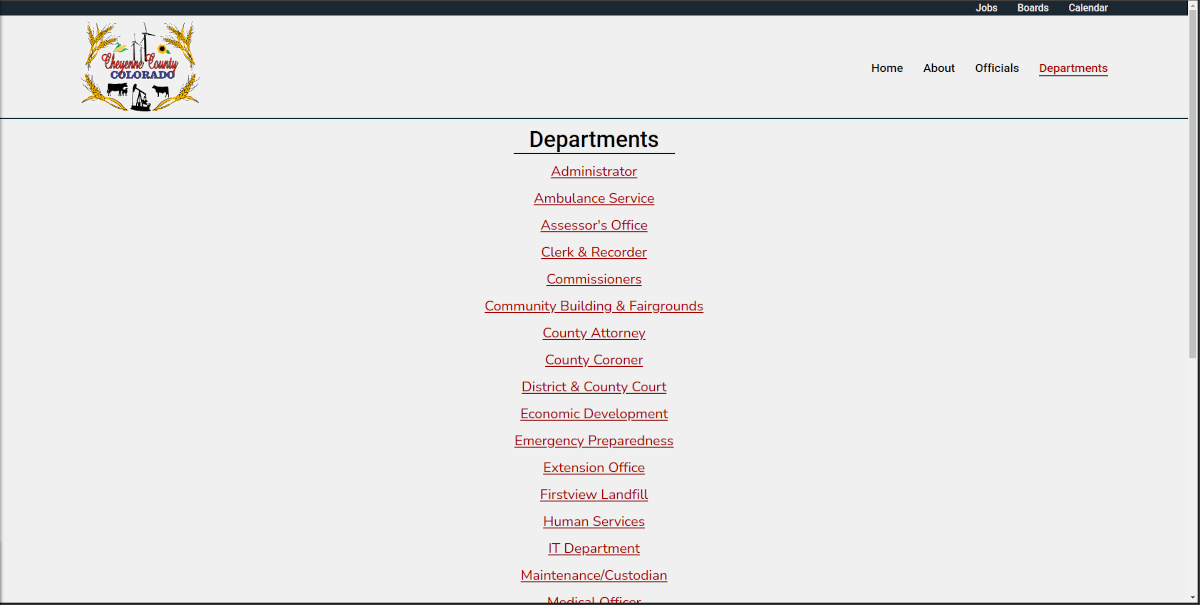 Jobs Boards Calendar
Cheyenne County
COLORADO
Home About Officials Departments
Departments
Administrator
Ambulance Service
Assessor's Office
Clerk & Recorder
Commissioners
Community Building & Fairgrounds
County Attorney
County Coroner
District & County Court
Economic Development
Emergency Preparedness
Extension Office
Firstview Landfill
Human Services
IT Department
Maintenance/Custodian
Medical Officer